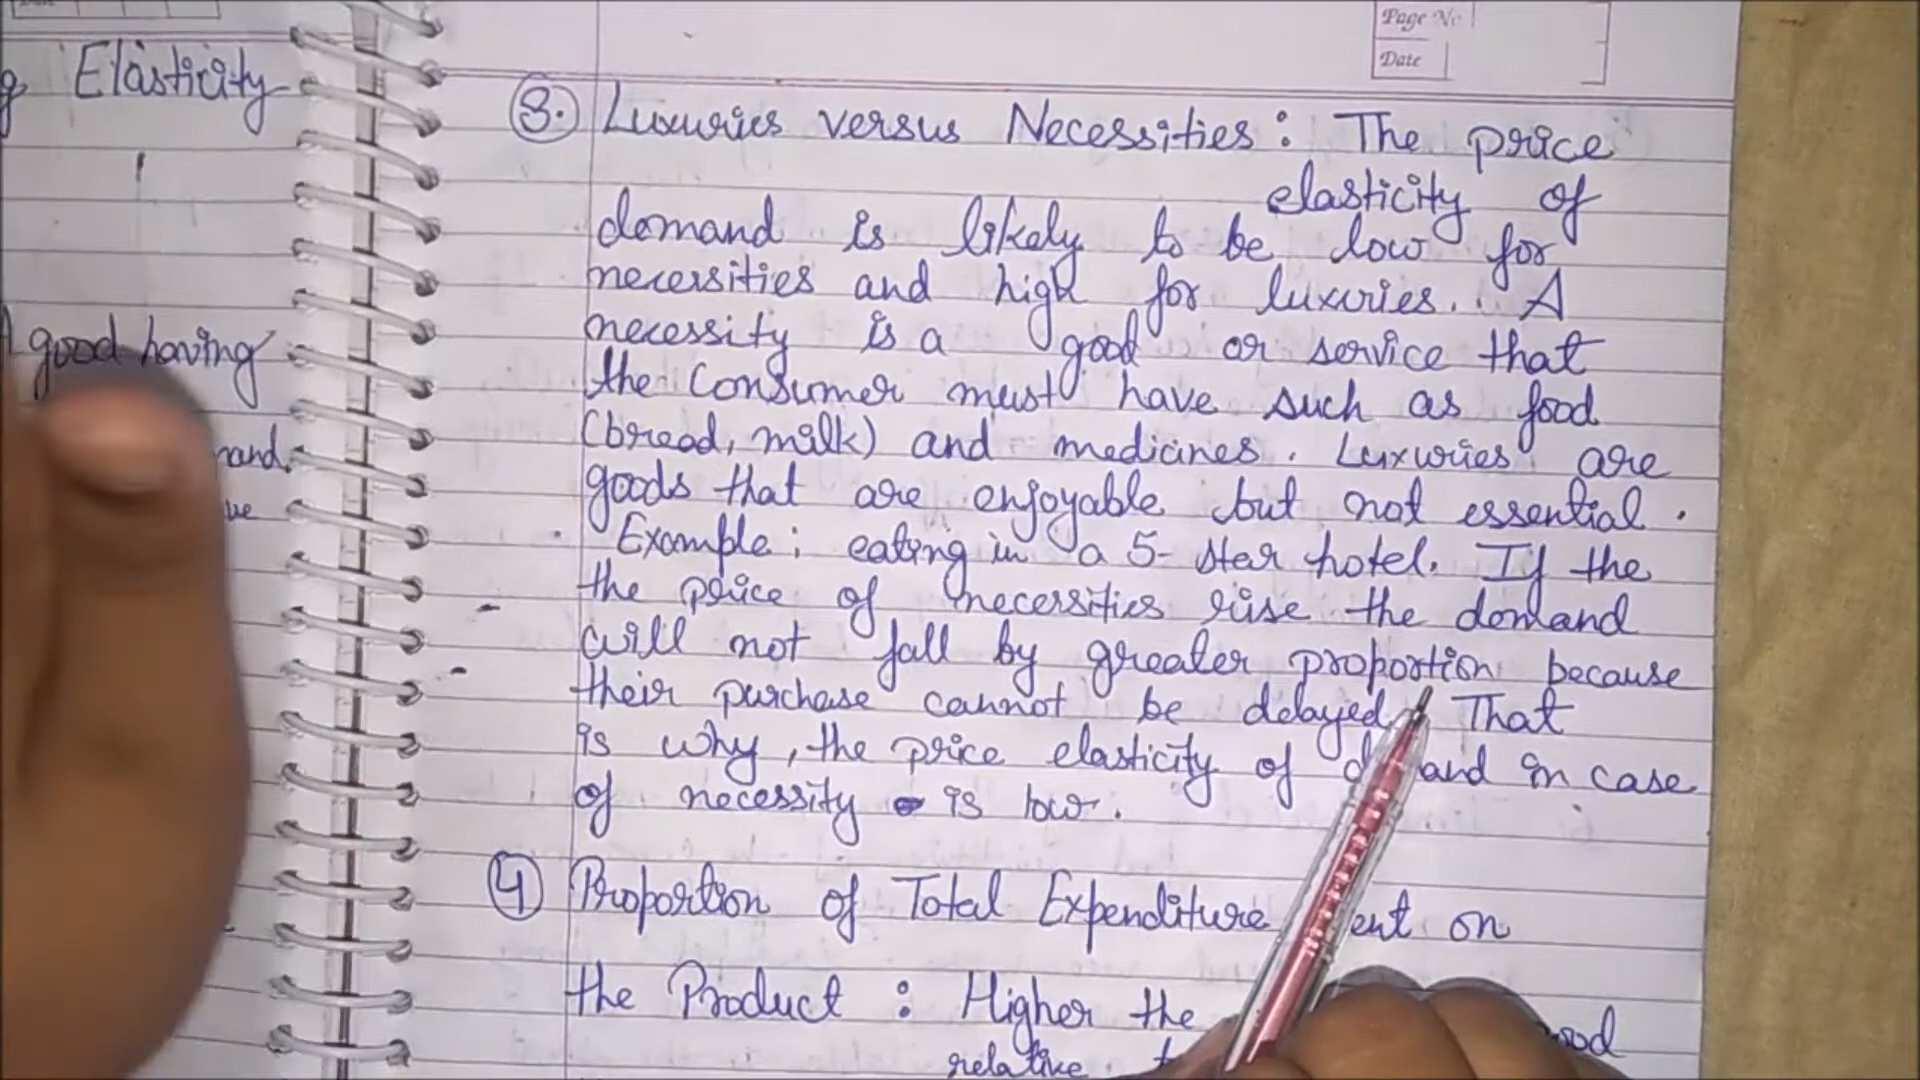 Elasticity
good having
Page No
Date
3. Luxuries versus Necessities : The price
elasticity of
demand is likely to be low for
necessities and high for luxuries. A
necessity is a good or service that
the consumer must have such as food
(bread, milk) and medicines. Luxuries are
goods that are enjoyable but not essential.
Example : eating in a 5-star hotel. If the
the price of necessities rise the demand
will not fall by greater proportion because
their purchase cannot be delayed. That
is why, the price elasticity of in case
of necessity is low.
4 Proportion of Total Expenditure on
the Product : Higher the
relative